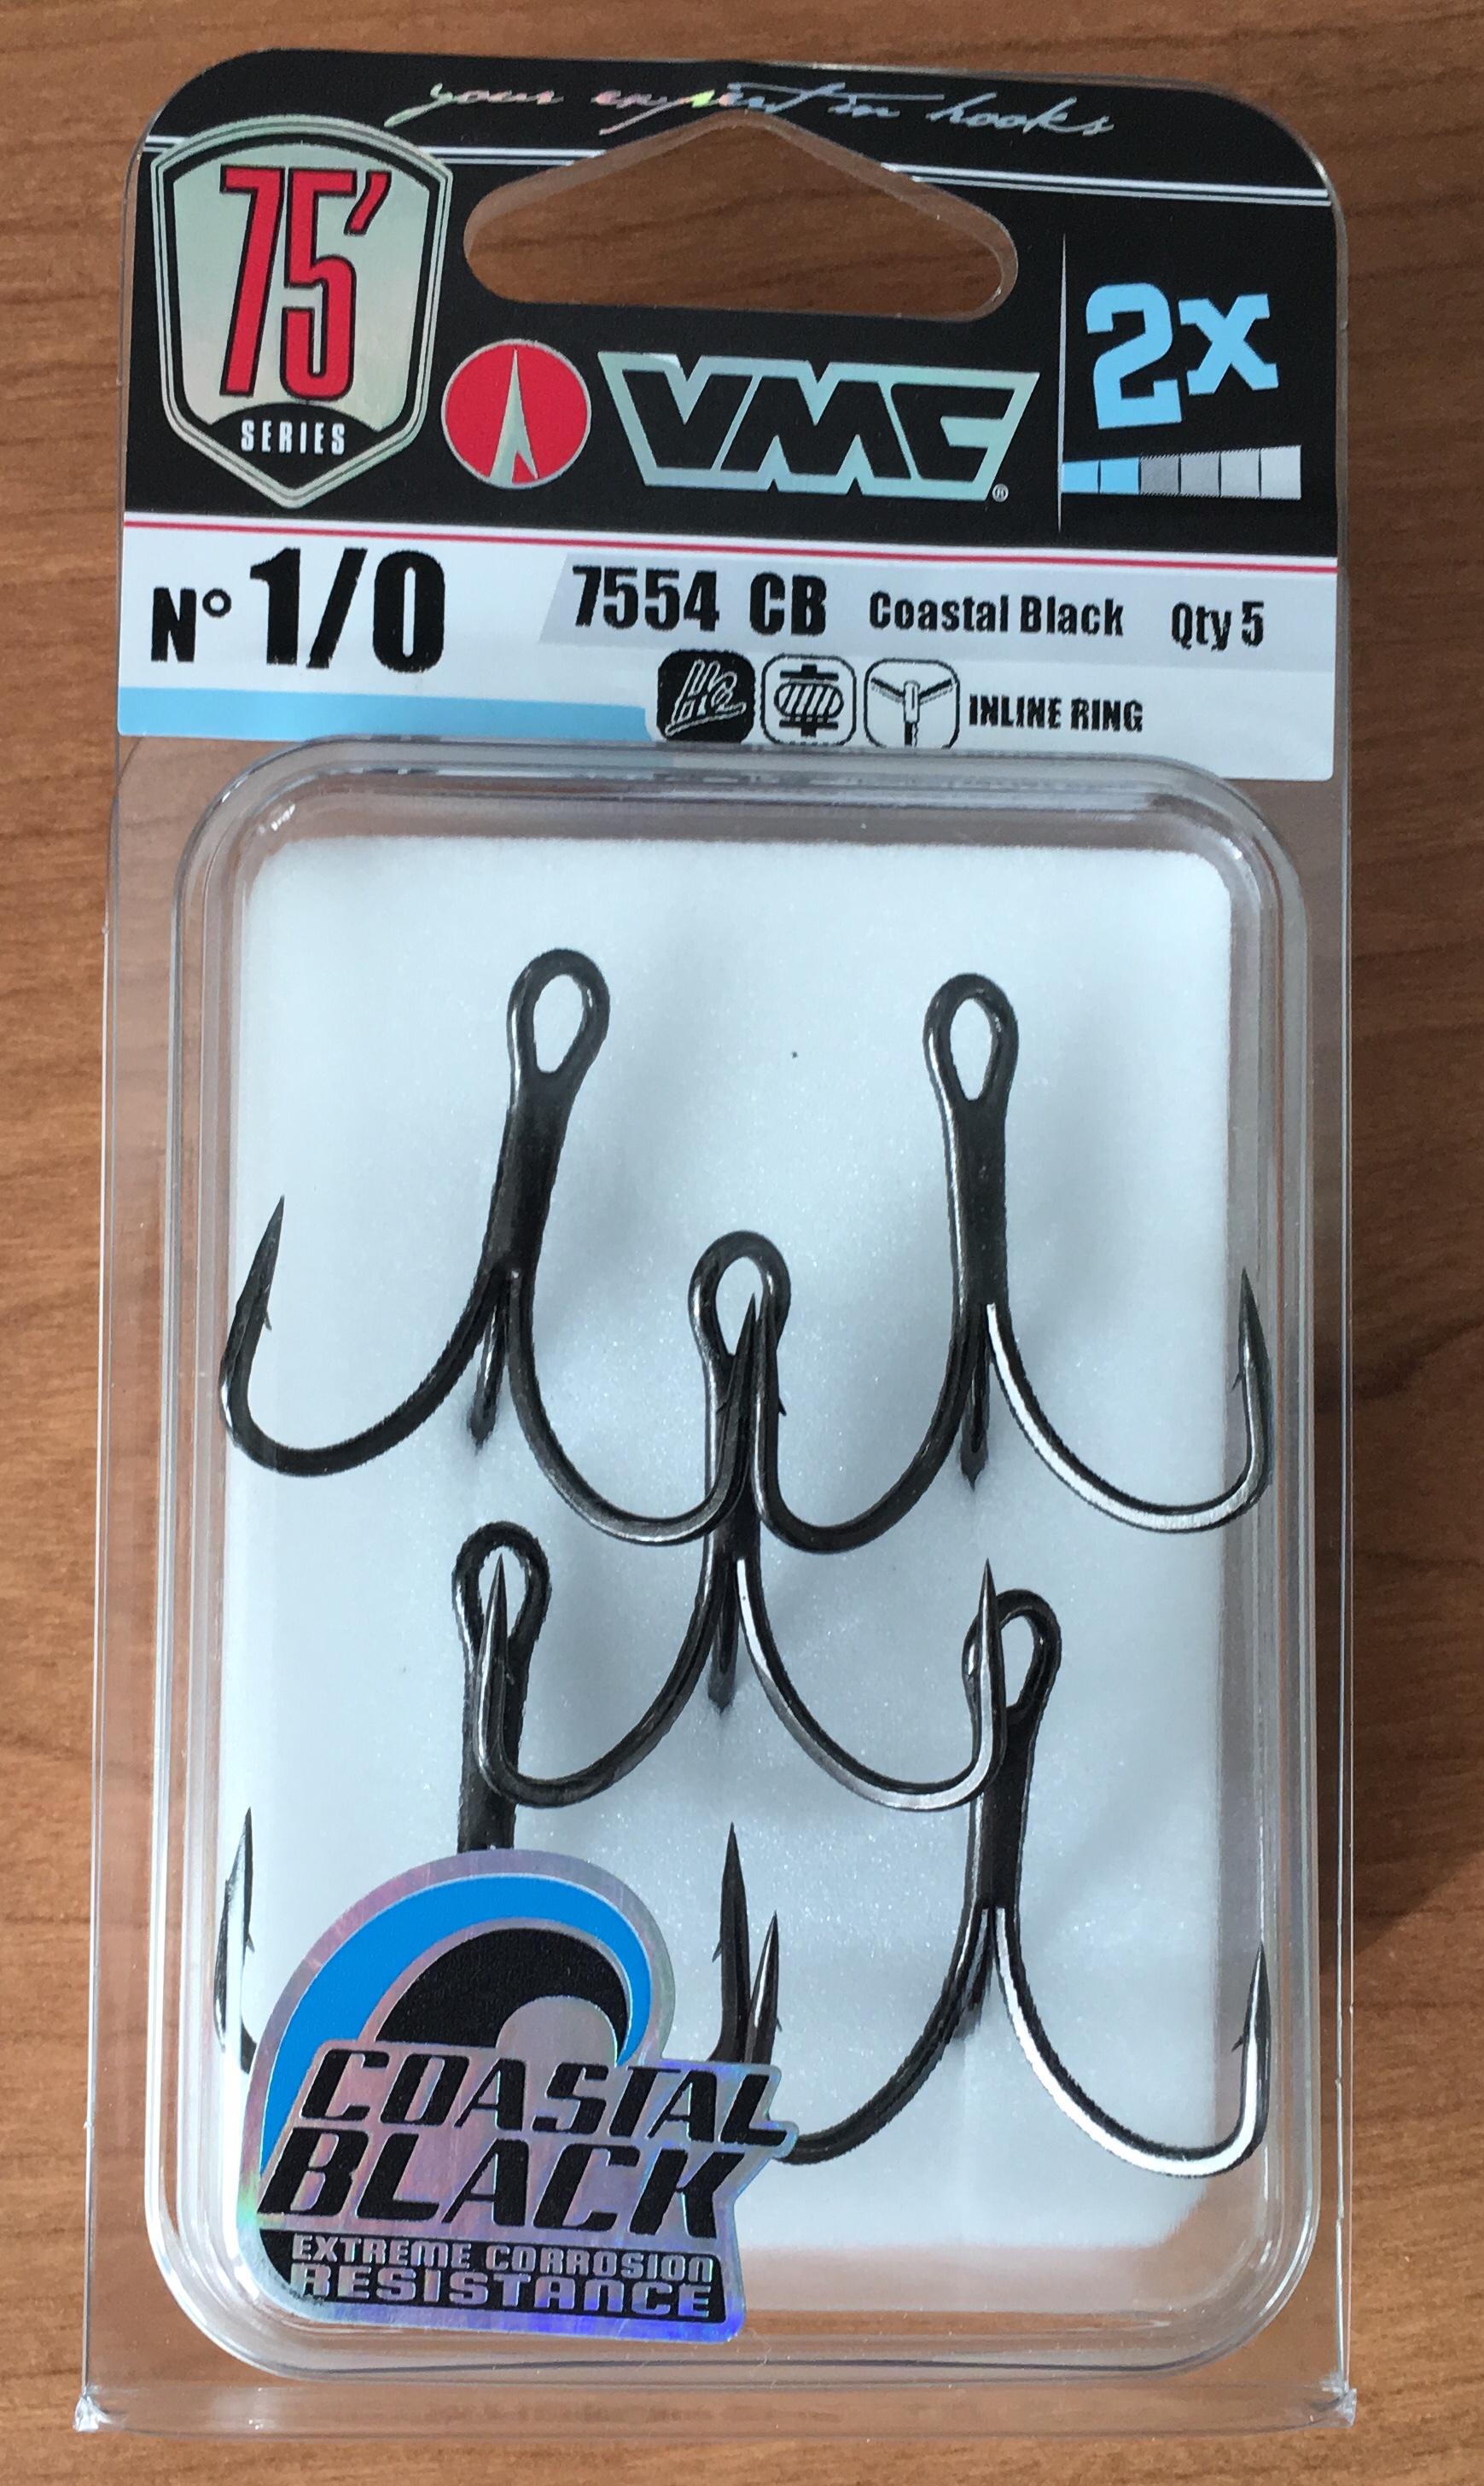 your expert in hooks
75'
SERIES
VMC®
2x
N° 1/0
7554 CB Coastal Black Qty 5
HQ
INLINE RING
COASTAL
BLACK
EXTREME CORROSION
RESISTANCE